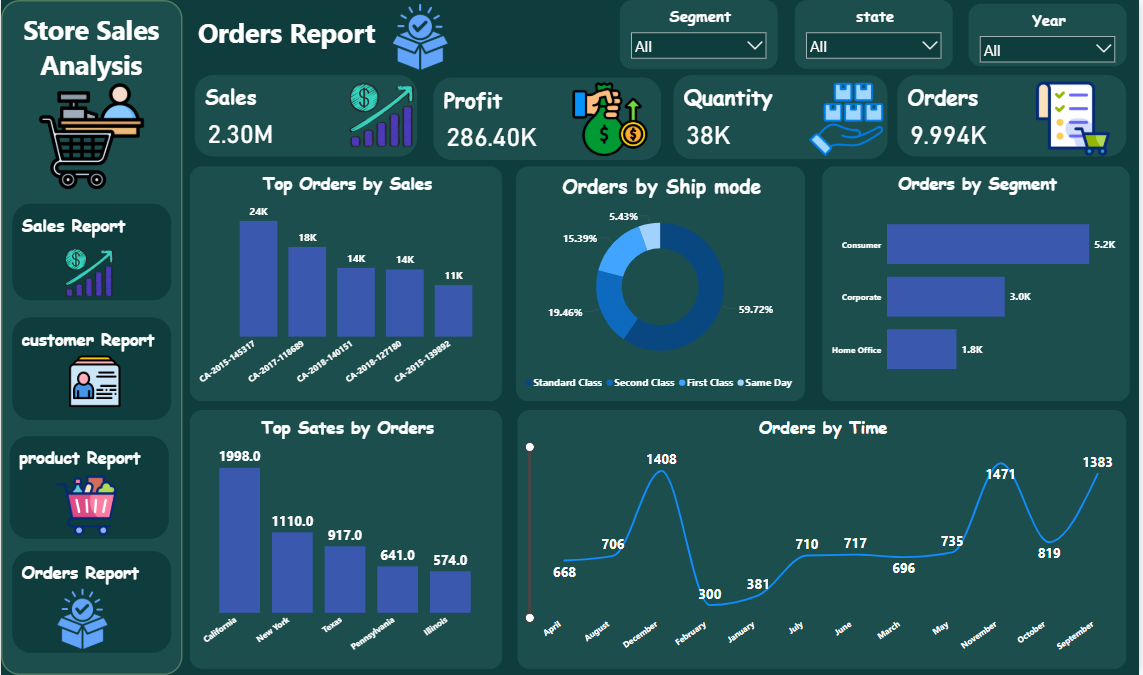 Store Sales
Analysis
Sales Report
customer Report
product Report
Orders Report
Orders Report
Segment
All
state
All
Year
All
Sales
2.30M
Profit
286.40K
Quantity
38K
Orders
9.994K
Top Orders by Sales
24K
18K
14K
14K
11K
CA-2015-145317
CA-2017-118689
CA-2018-140151
CA-2018-127180
CA-2015-139892
Orders by Ship mode
5.43%
15.39%
19.46%
59.72%
Standard Class Second Class First Class Same Day
Orders by Segment
Consumer 5.2K
Corporate 3.0K
Home Office 1.8K
Top Sates by Orders
1998.0
1110.0
917.0
641.0
574.0
California
New York
Texas
Pennsylvania
Illinois
Orders by Time
668
706
1408
300
381
710
717
696
735
1471
819
1383
April
August
December
February
January
July
June
March
May
November
October
September